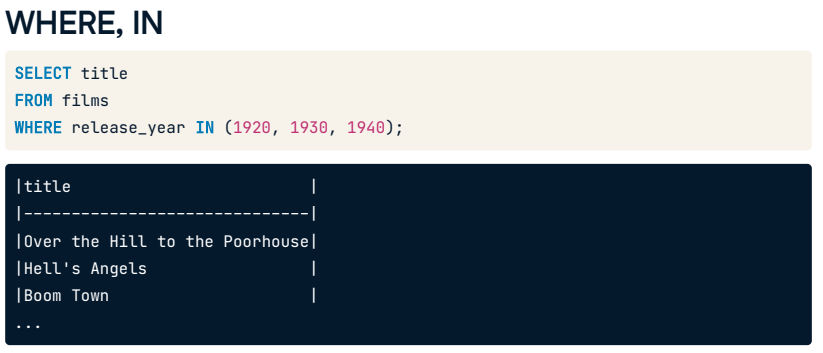 WHERE, IN
SELECT title
FROM films
WHERE release_year IN (1920, 1930, 1940);
|title                         |
|------------------------------|
|Over the Hill to the Poorhouse|
|Hell's Angels                 |
|Boom Town                     |
...